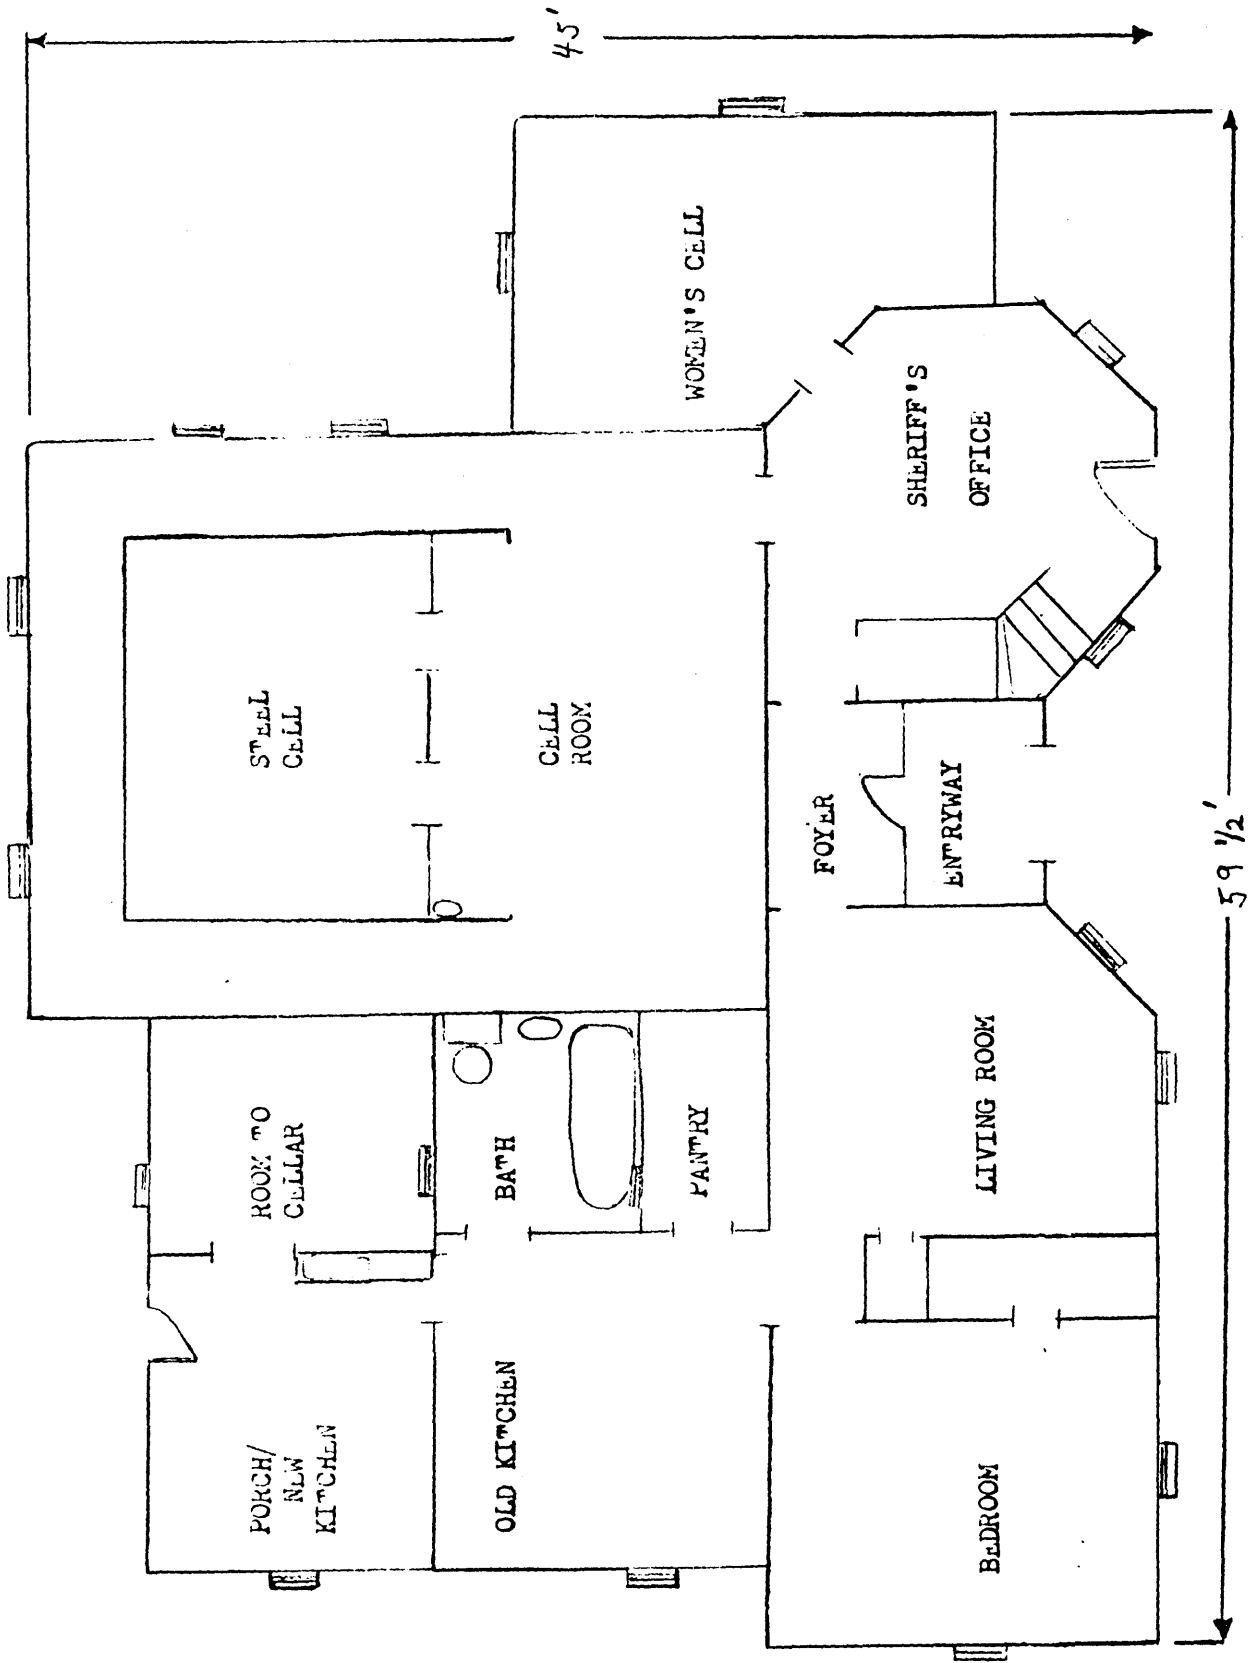 PORCH/
NEW
KITCHEN
ROOM TO
CELLAR
STEEL
CELL
45'
OLD KITCHEN
BATH
PANTRY
CELL
ROOM
WOMEN'S CELL
FOYER
ENTRYWAY
SHERIFF'S
OFFICE
BEDROOM
LIVING ROOM
59 1/2'